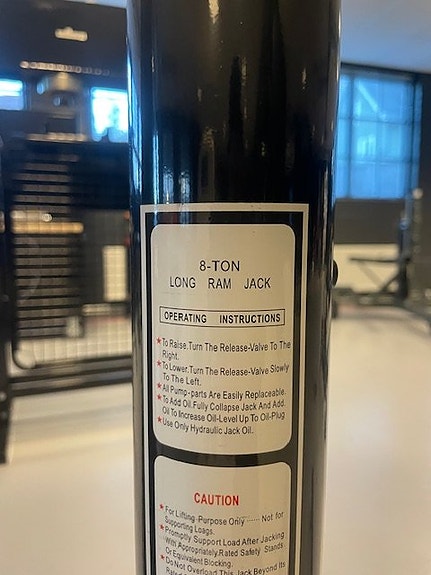 8-TON
LONG RAM JACK
OPERATING INSTRUCTIONS
★To Raise.Turn The Release-Valve To The
Right.
★To Lower.Turn The Release-Valve Slowly
To The Left.
★All Pump-parts Are Easily Replaceable.
★To Add Oil.Fully Collapse Jack And Add.
Oil To Increase Oil-Level Up To Oil-Plug
★Use Only Hydraulic Jack Oil.
CAUTION
★For Lifting Purpose Only ------ Not for
Supporting Loags.
★Promptly Support Load After Jacking
With Appropriately.Rated Safety Stands
Or Equivalent Blocking.
★Do Not Overload This Jack Beyond Its